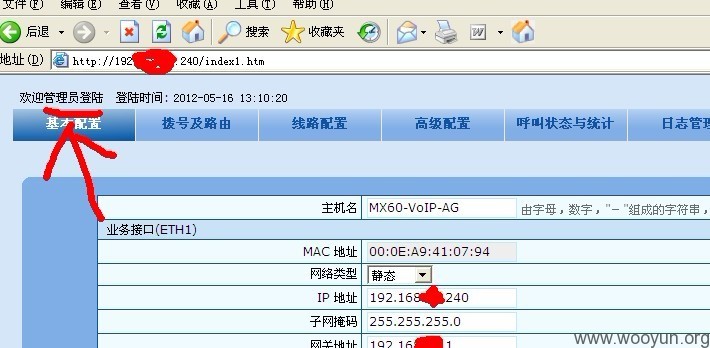 文件(F) 编辑(E) 查看(V) 收藏(A) 工具(T) 帮助(H)
后退 搜索 收藏夹
地址(D) http://192 .240/index1.htm
欢迎管理员登陆 登陆时间: 2012-05-16 13:10:20
基本配置 拨号及路由 线路配置 高级配置 呼叫状态与统计 日志管理
主机名 MX60-VoIP-AG 由字母,数字,"-"组成的字符串,
业务接口(ETH1)
MAC 地址 00:0E:A9:41:07:94
网络类型 静态
IP 地址 192.168 .240
子网掩码 255.255.255.0
网关地址 192.16 1
www.wooyun.org